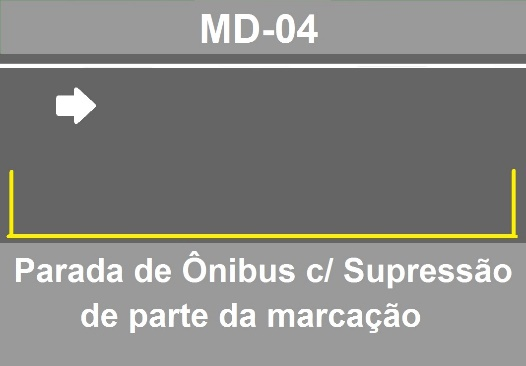 MD-04
Parada de Ônibus c/ Supressão
de parte da marcação